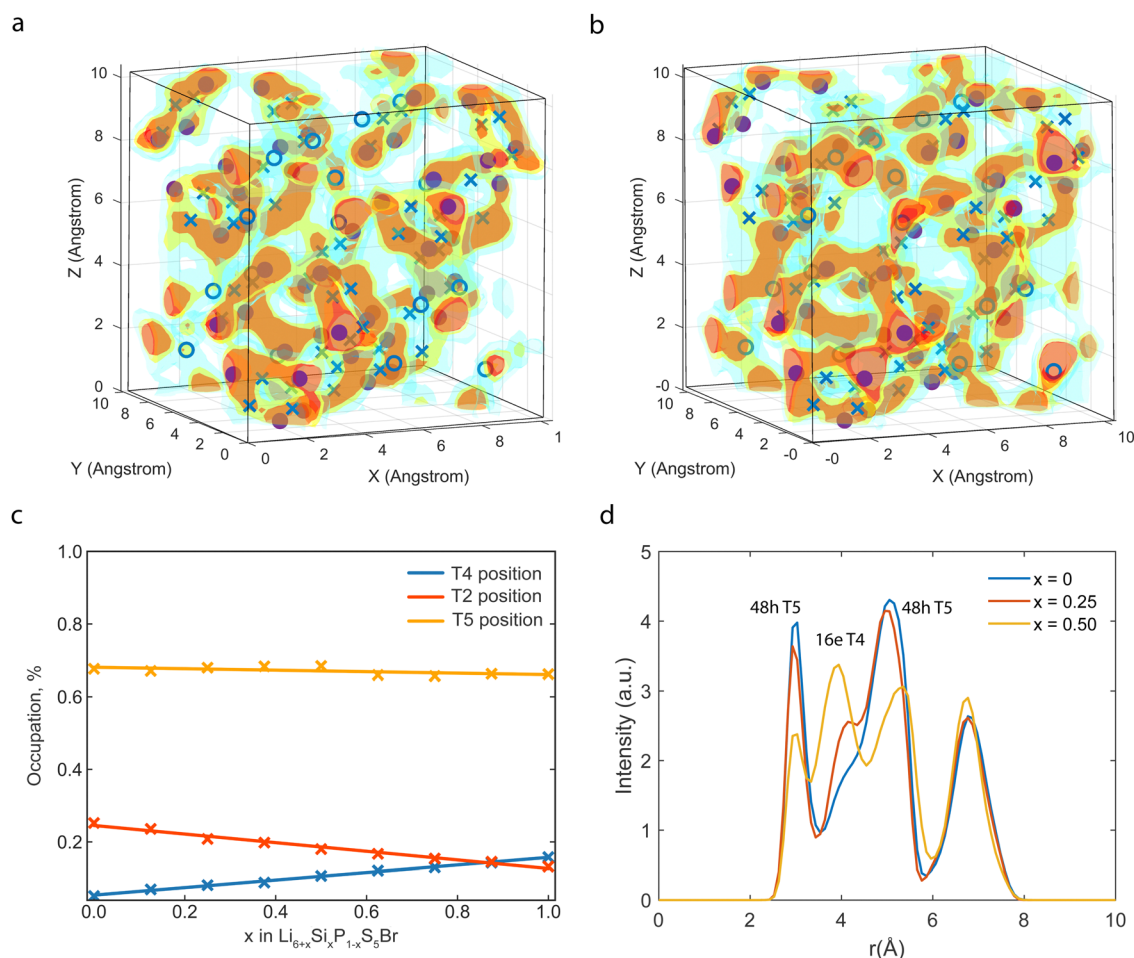 a
10
8
6
4
2
0
Z (Angstrom)
10
8
6
4
2
0
Y (Angstrom)
0
2
4
6
8
1
X (Angstrom)
b
10
8
6
4
2
-0
Z (Angstrom)
10
8
6
4
2
-0
Y (Angstrom)
-0
2
4
6
8
10
X (Angstrom)
c
1.0
0.8
0.6
0.4
0.2
Occupation, %
T4 position
T2 position
T5 position
0.0
0.2
0.4
0.6
0.8
1.0
x in Li6+xSixP1-xS5Br
d
5
4
3
2
1
0
Intensity (a.u.)
48h T5
16e T4
48h T5
x = 0
x = 0.25
x = 0.50
0
2
4
6
8
10
r(Å)